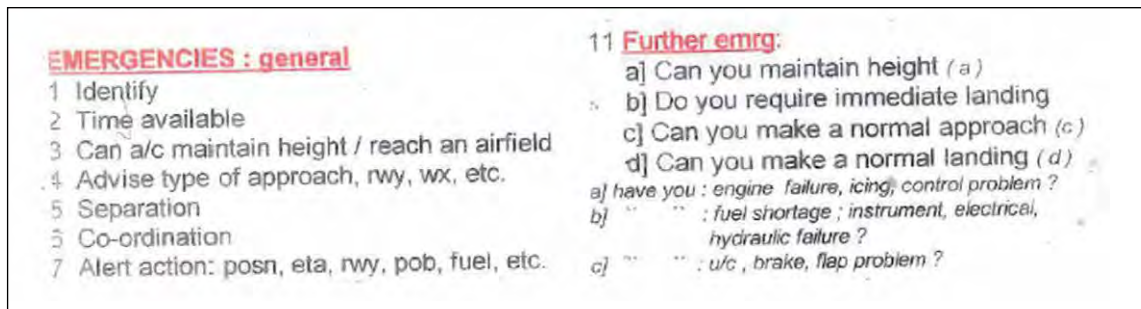 EMERGENCIES : general
1 Identify
2 Time available
3 Can a/c maintain height / reach an airfield
4 Advise type of approach, rwy, wx, etc.
5 Separation
6 Co-ordination
7 Alert action: posn, eta, rwy, pob, fuel, etc.
11 Further emrg:
a] Can you maintain height (a)
b] Do you require immediate landing
c] Can you make a normal approach (c)
d] Can you make a normal landing (d)
a] have you : engine failure, icing, control problem ?
b] " " : fuel shortage ; instrument, electrical,
hydraulic failure ?
c] " " : u/c , brake, flap problem ?